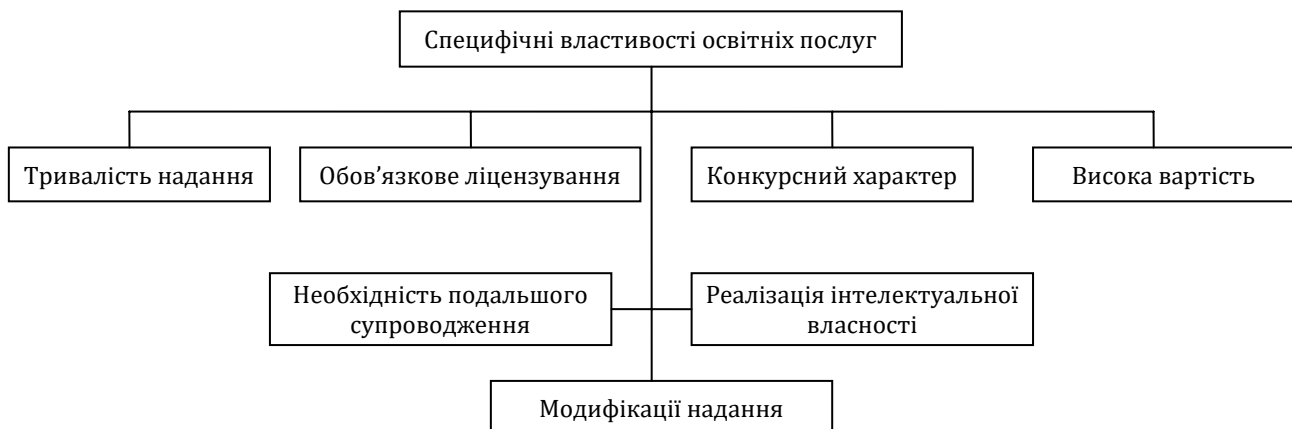 Специфічні властивості освітніх послуг
Тривалість надання
Обов’язкове ліцензування
Конкурсний характер
Висока вартість
Необхідність подальшого
супроводження
Реалізація інтелектуальної
власності
Модифікації надання